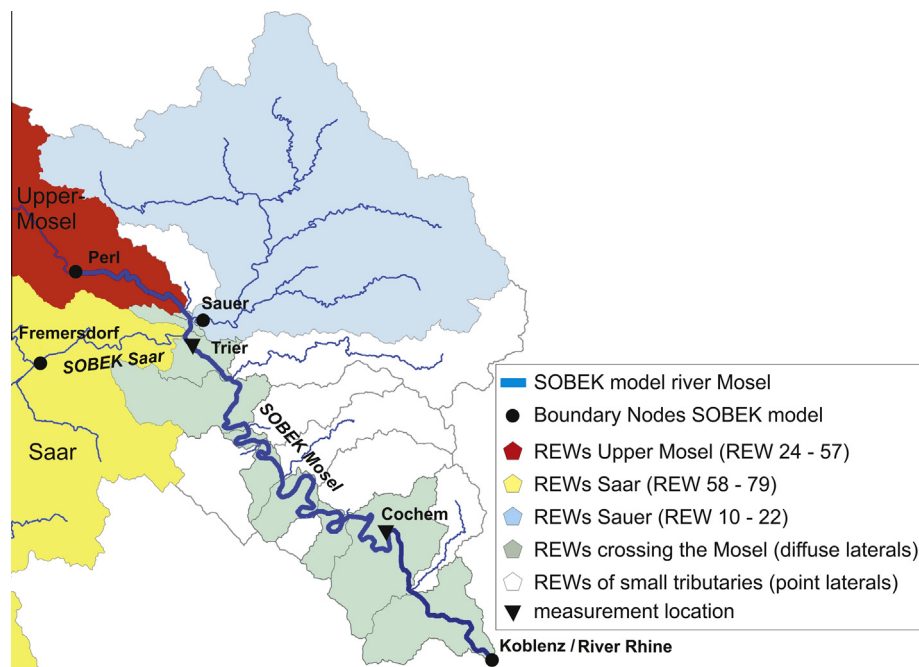 Upper-
Mosel
Perl
Sauer
Fremersdorf
Trier
SOBEK Saar
Saar
SOBEK Mosel
Cochem
SOBEK model river Mosel
Boundary Nodes SOBEK model
REWs Upper Mosel (REW 24 - 57)
REWs Saar (REW 58 - 79)
REWs Sauer (REW 10 - 22)
REWs crossing the Mosel (diffuse laterals)
REWs of small tributaries (point laterals)
measurement location
Koblenz / River Rhine